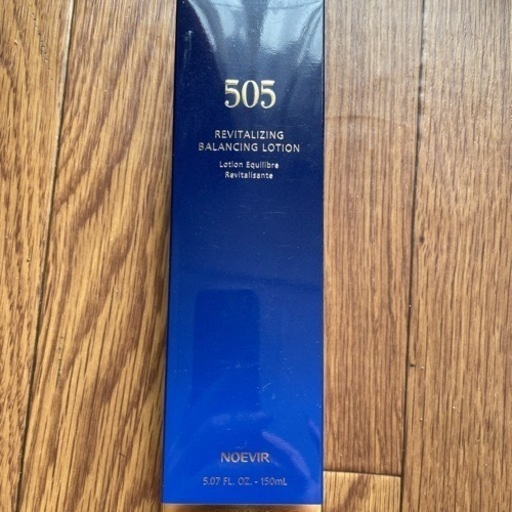 505
REVITALIZING
BALANCING LOTION
Lotion Equilibre
Revitalisante
NOEVIR
5.07 FL. OZ. - 150mL